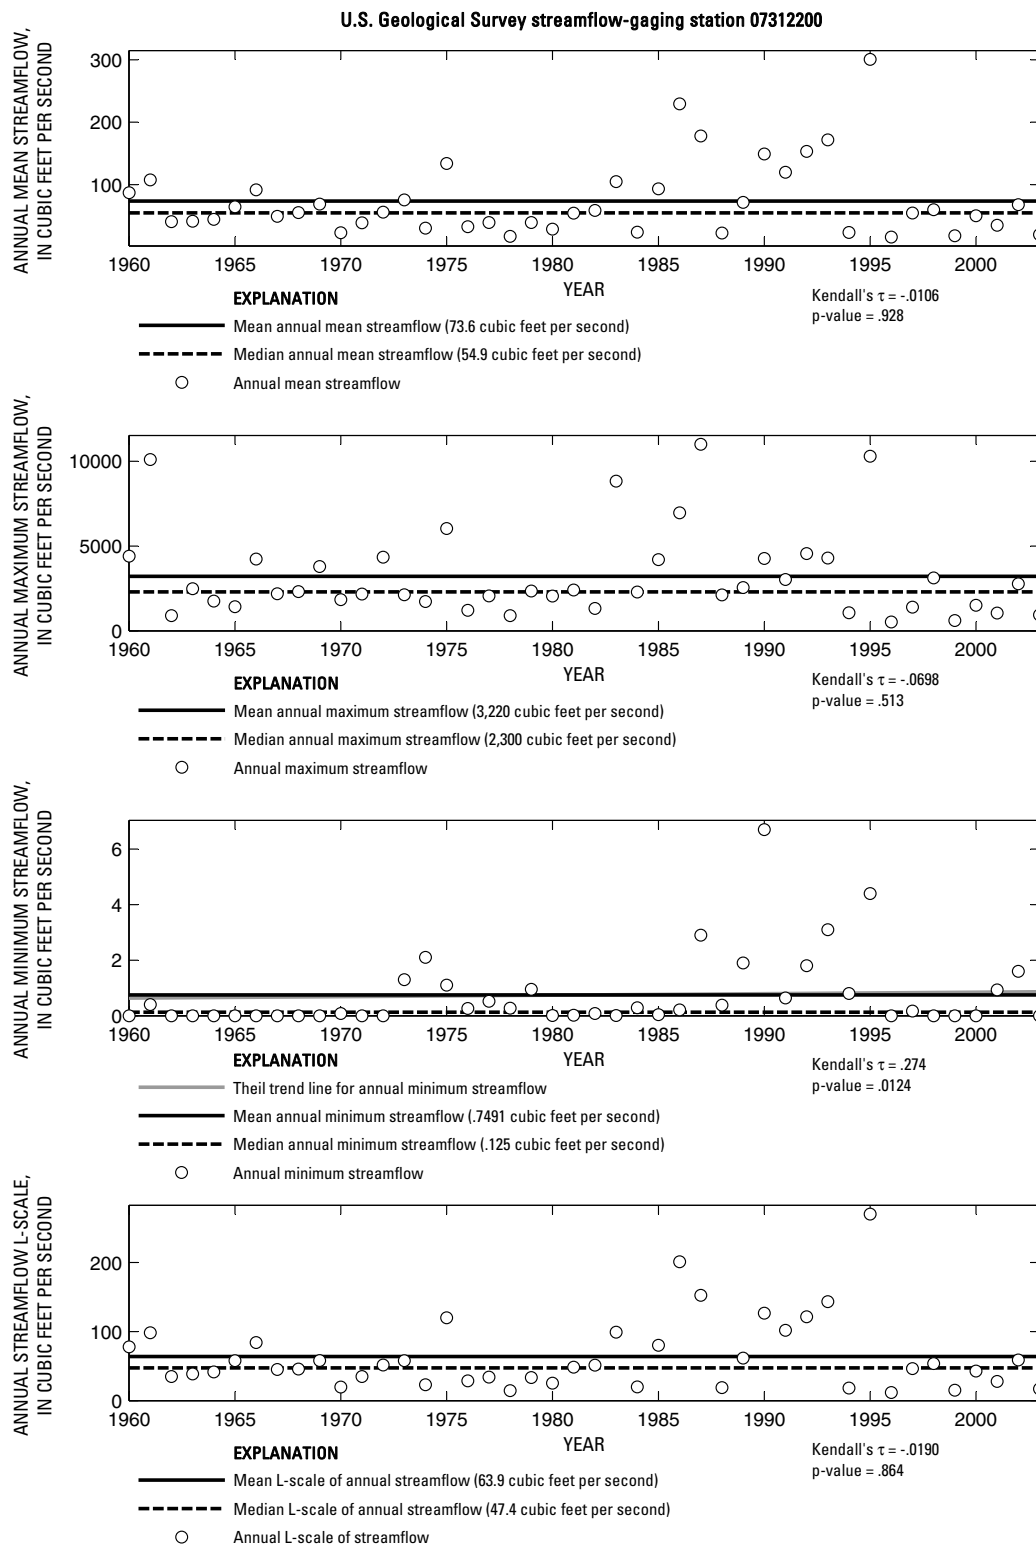 U.S. Geological Survey streamflow-gaging station 07312200
ANNUAL MEAN STREAMFLOW,
IN CUBIC FEET PER SECOND
300
200
100
1960 1965 1970 1975 1980 1985 1990 1995 2000
YEAR
Kendall's τ = -.0106
p-value = .928
EXPLANATION
Mean annual mean streamflow (73.6 cubic feet per second)
Median annual mean streamflow (54.9 cubic feet per second)
Annual mean streamflow
ANNUAL MAXIMUM STREAMFLOW,
IN CUBIC FEET PER SECOND
10000
5000
0
1960 1965 1970 1975 1980 1985 1990 1995 2000
YEAR
Kendall's τ = -.0698
p-value = .513
EXPLANATION
Mean annual maximum streamflow (3,220 cubic feet per second)
Median annual maximum streamflow (2,300 cubic feet per second)
Annual maximum streamflow
ANNUAL MINIMUM STREAMFLOW,
IN CUBIC FEET PER SECOND
6
4
2
0
1960 1965 1970 1975 1980 1985 1990 1995 2000
YEAR
Kendall's τ = .274
p-value = .0124
EXPLANATION
Theil trend line for annual minimum streamflow
Mean annual minimum streamflow (.7491 cubic feet per second)
Median annual minimum streamflow (.125 cubic feet per second)
Annual minimum streamflow
ANNUAL STREAMFLOW L-SCALE,
IN CUBIC FEET PER SECOND
200
100
0
1960 1965 1970 1975 1980 1985 1990 1995 2000
YEAR
Kendall's τ = -.0190
p-value = .864
EXPLANATION
Mean L-scale of annual streamflow (63.9 cubic feet per second)
Median L-scale of annual streamflow (47.4 cubic feet per second)
Annual L-scale of streamflow